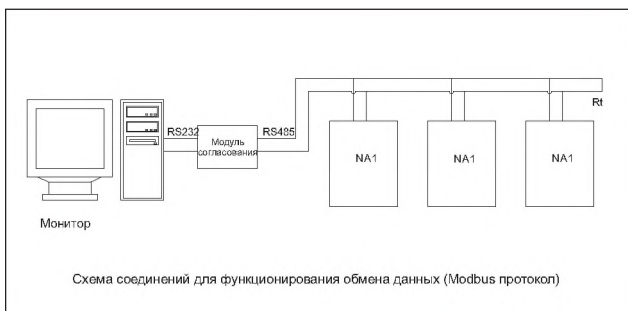 RS232
Модуль
согласования
RS485
Rt
NA1
NA1
NA1
Монитор
Схема соединений для функционирования обмена данных (Modbus протокол)